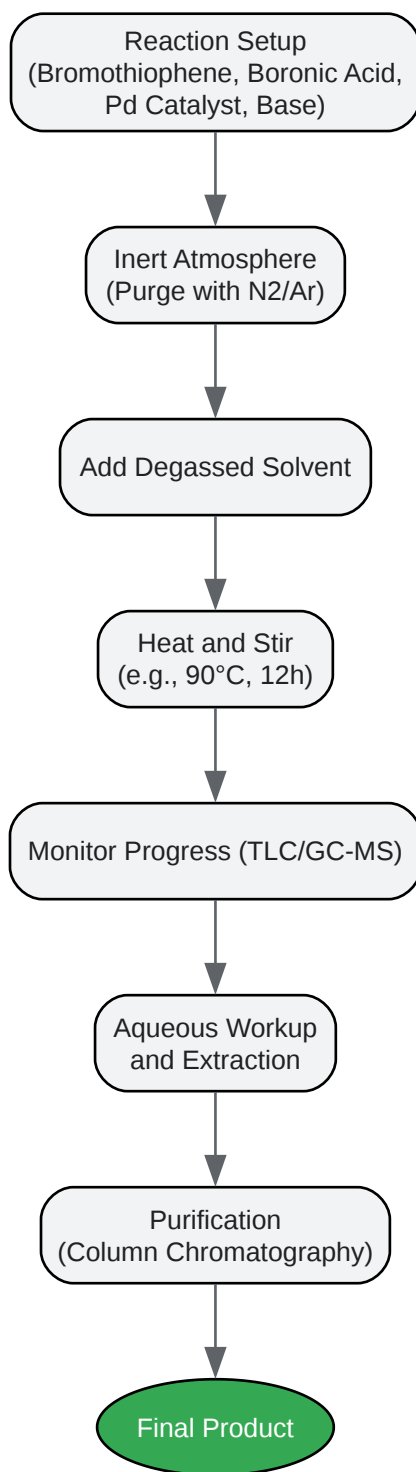 Reaction Setup
(Bromothiophene, Boronic Acid,
Pd Catalyst, Base)
Inert Atmosphere
(Purge with N2/Ar)
Add Degassed Solvent
Heat and Stir
(e.g., 90°C, 12h)
Monitor Progress (TLC/GC-MS)
Aqueous Workup
and Extraction
Purification
(Column Chromatography)
Final Product